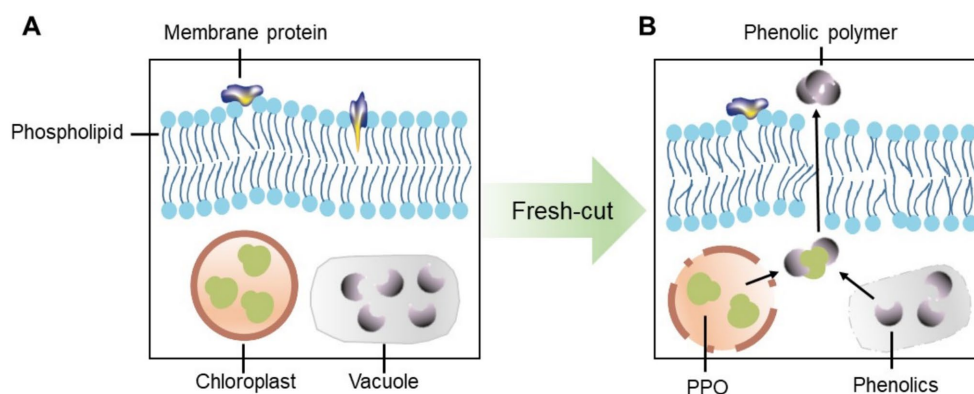 A
Membrane protein
Phospholipid
Chloroplast
Vacuole
Fresh-cut
B
Phenolic polymer
PPO
Phenolics